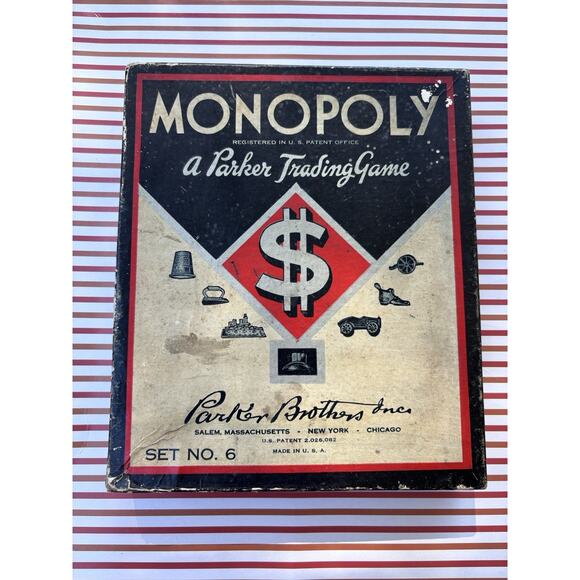 MONOPOLY
REGISTERED IN U. S. PATENT OFFICE
A Parker Trading Game
$
Parker Brothers Inc.
SALEM, MASSACHUSETTS - NEW YORK - CHICAGO
U.S. PATENT 2,026,082
SET NO. 6 MADE IN U. S. A.